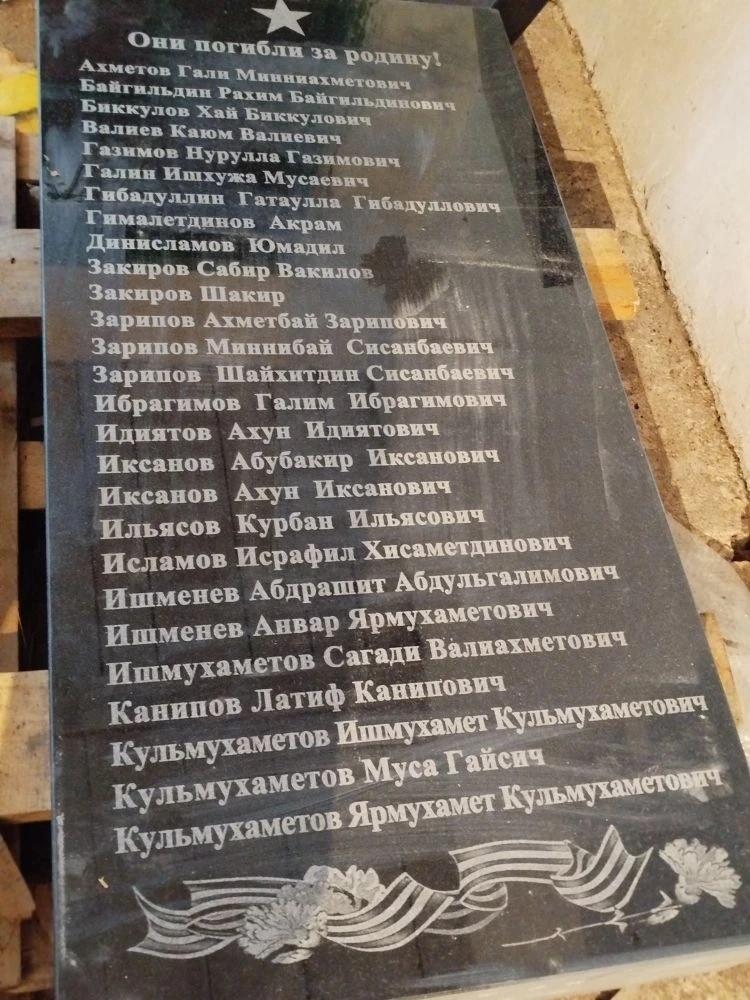 Они погибли за родину!
Ахметов Гали Минниахметович
Байгильдин Рахим Байгильдинович
Биккулов Хай Биккулович
Валиев Каюм Валиевич
Газимов Нурулла Газимович
Галин Ишхужа Мусаевич
Гибадуллин Гатаулла Гибадуллович
Гималетдинов Акрам
Динисламов Юмадил
Закиров Сабир Вакилов
Закиров Шакир
Зарипов Ахметбай Зарипович
Зарипов Миннибай Сисанбаевич
Зарипов Шайхитдин Сисанбаевич
Ибрагимов Галим Ибрагимович
Идиятов Ахун Идиятович
Иксанов Абубакир Иксанович
Иксанов Ахун Иксанович
Ильясов Курбан Ильясович
Исламов Исрафил Хисаметдинович
Ишменев Абдрашит Абдульгалимович
Ишменев Анвар Ярмухаметович
Ишмухаметов Сагади Валиахметович
Канипов Латиф Канипович
Кульмухаметов Ишмухамет Кульмухаметович
Кульмухаметов Муса Гайсич
Кульмухаметов Ярмухамет Кульмухаметович